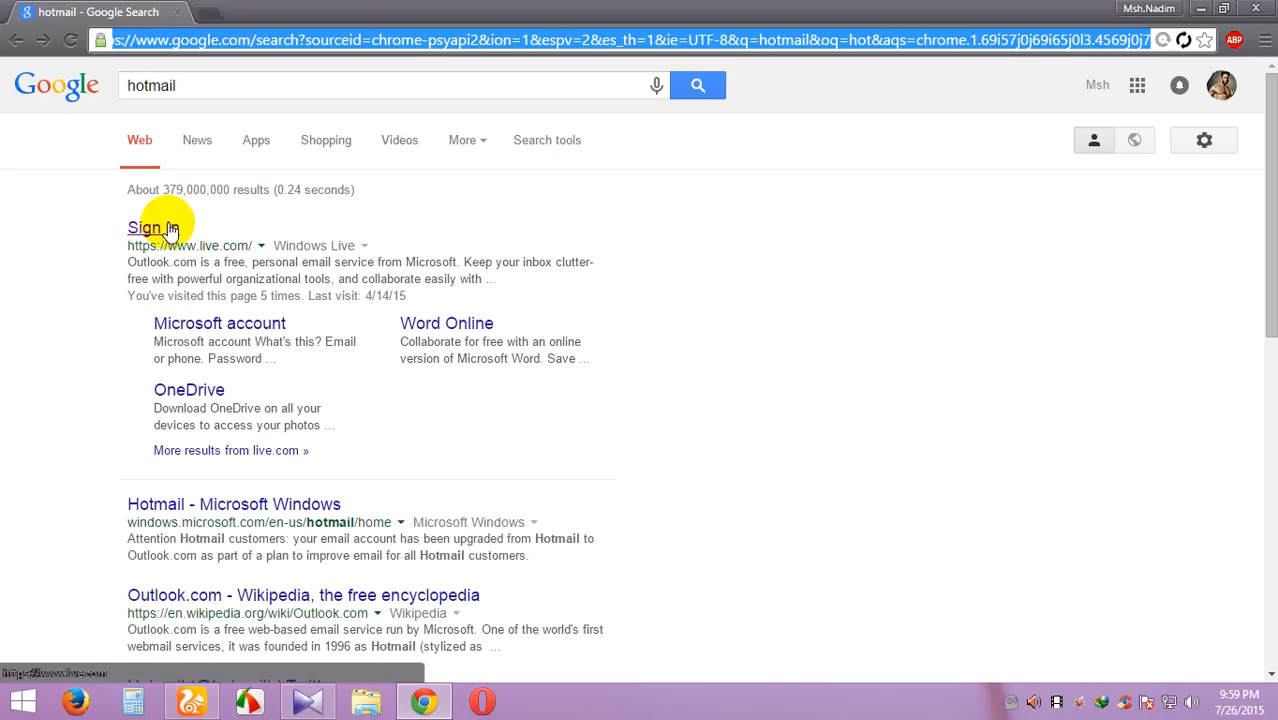 hotmail - Google Search
Msh.Nadim
ps://www.google.com/search?sourceid=chrome-psyapi2&ion=1&espv=2&es_th=1&ie=UTF-8&q=hotmail&oq=hot&aqs=chrome.1.69i57j0j69i65j0l3.4569j0j7
ABP
Google
hotmail
Msh
Web News Apps Shopping Videos More Search tools
About 379,000,000 results (0.24 seconds)
Sign in
https://www.live.com/ Windows Live
Outlook.com is a free, personal email service from Microsoft. Keep your inbox clutter-
free with powerful organizational tools, and collaborate easily with ...
You've visited this page 5 times. Last visit: 4/14/15
Microsoft account
Microsoft account What's this? Email
or phone. Password ...
Word Online
Collaborate for free with an online
version of Microsoft Word. Save ...
OneDrive
Download OneDrive on all your
devices to access your photos ...
More results from live.com »
Hotmail - Microsoft Windows
windows.microsoft.com/en-us/hotmail/home Microsoft Windows
Attention Hotmail customers: your email account has been upgraded from Hotmail to
Outlook.com as part of a plan to improve email for all Hotmail customers.
Outlook.com - Wikipedia, the free encyclopedia
https://en.wikipedia.org/wiki/Outlook.com Wikipedia
Outlook.com is a free web-based email service run by Microsoft. One of the world's first
webmail services, it was founded in 1996 as Hotmail (stylized as ...
https://www.live.com
9:59 PM
7/26/2015